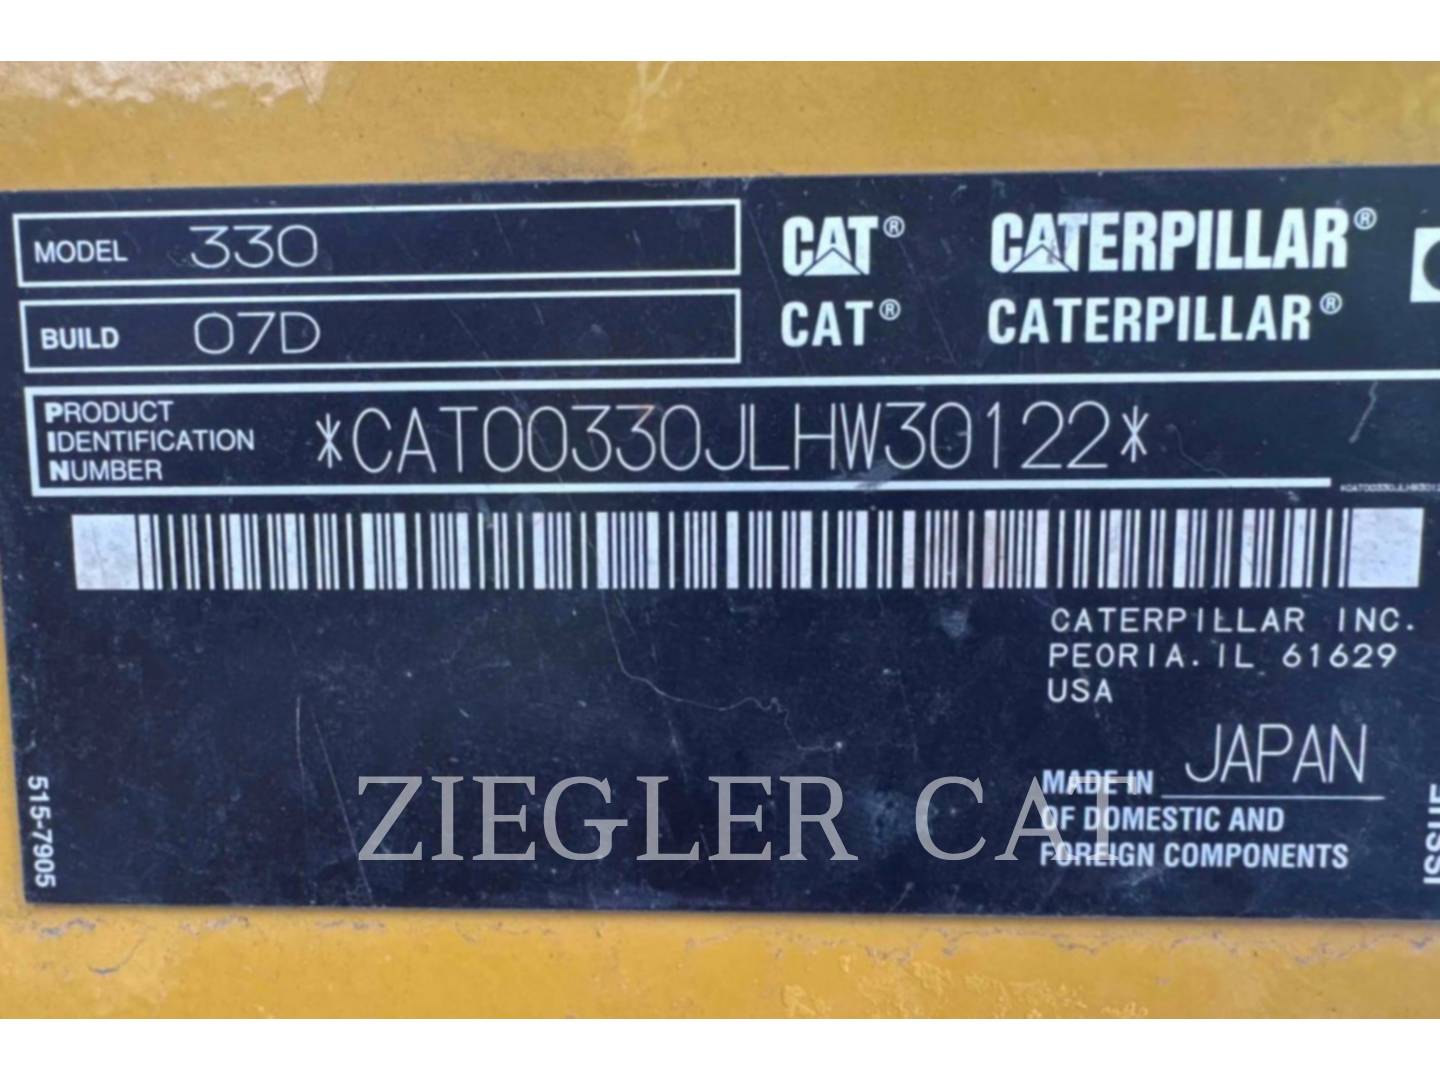 MODEL 330
BUILD 07D
CAT® CATERPILLAR®
CAT® CATERPILLAR®
PRODUCT
IDENTIFICATION
NUMBER
*CAT00330JLHW30122*
CATERPILLAR INC.
PEORIA. IL 61629
USA
MADE IN JAPAN
OF DOMESTIC AND
FOREIGN COMPONENTS
515-7905
ZIEGLER CAT